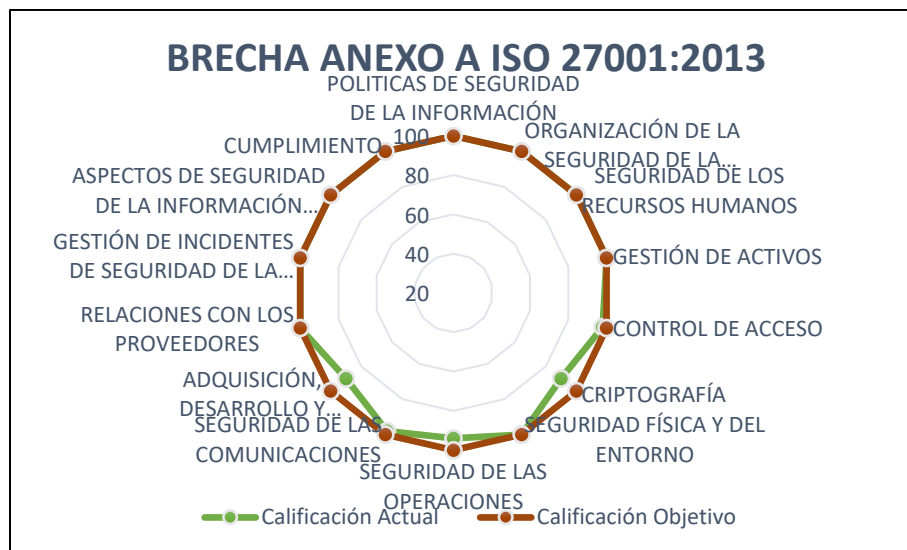 BRECHA ANEXO A ISO 27001:2013
POLITICAS DE SEGURIDAD
DE LA INFORMACIÓN
ORGANIZACIÓN DE LA
SEGURIDAD DE LA...
SEGURIDAD DE LOS
RECURSOS HUMANOS
GESTIÓN DE ACTIVOS
CONTROL DE ACCESO
CRIPTOGRAFÍA
SEGURIDAD FÍSICA Y DEL
ENTORNO
SEGURIDAD DE LAS
OPERACIONES
SEGURIDAD DE LAS
COMUNICACIONES
ADQUISICIÓN,
DESARROLLO Y...
RELACIONES CON LOS
PROVEEDORES
GESTIÓN DE INCIDENTES
DE SEGURIDAD DE LA...
ASPECTOS DE SEGURIDAD
DE LA INFORMACIÓN...
CUMPLIMIENTO
100
80
60
40
20
Calificación Actual
Calificación Objetivo